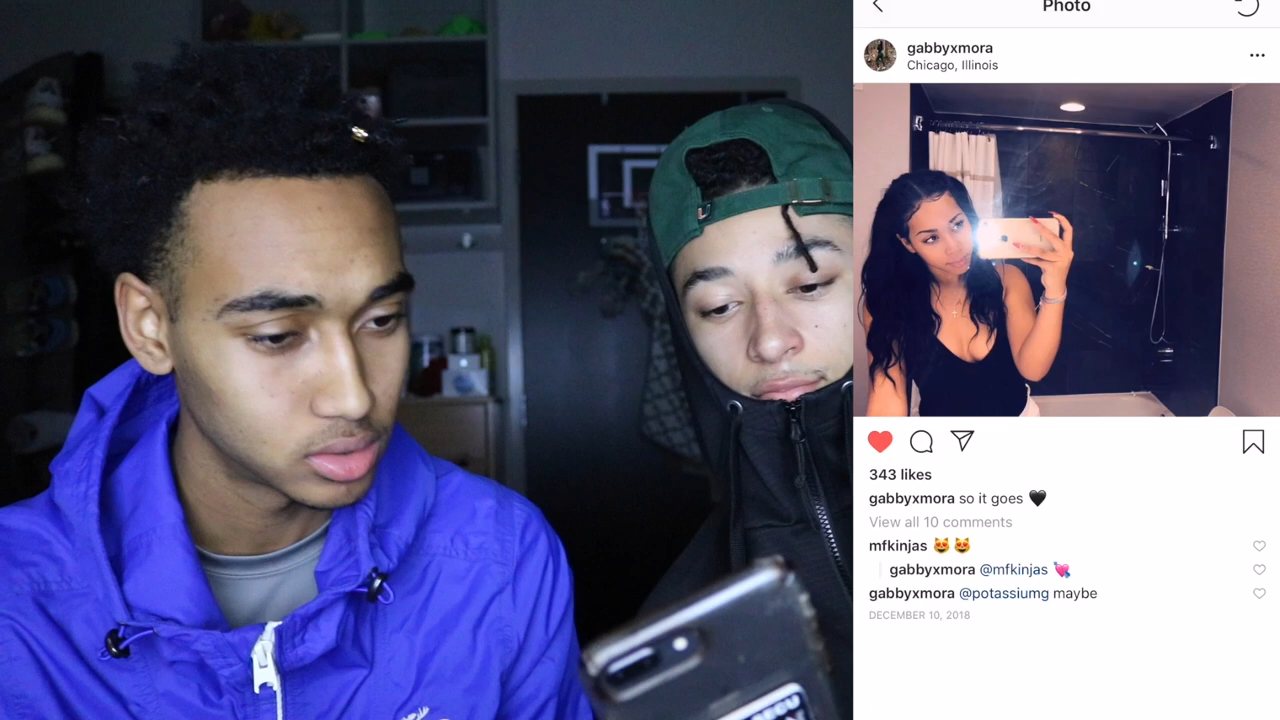 Photo
gabbyxmora
Chicago, Illinois
343 likes
gabbyxmora so it goes 🖤
View all 10 comments
mfkinjas 😻😻
gabbyxmora @mfkinjas 💘
gabbyxmora @potassiumg maybe
DECEMBER 10, 2018